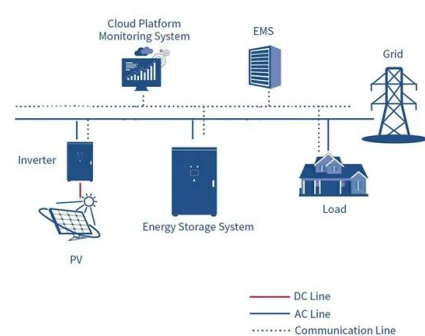 Cloud Platform
Monitoring System
EMS
Grid
Inverter
Energy Storage System
Load
PV
DC Line
AC Line
Communication Line